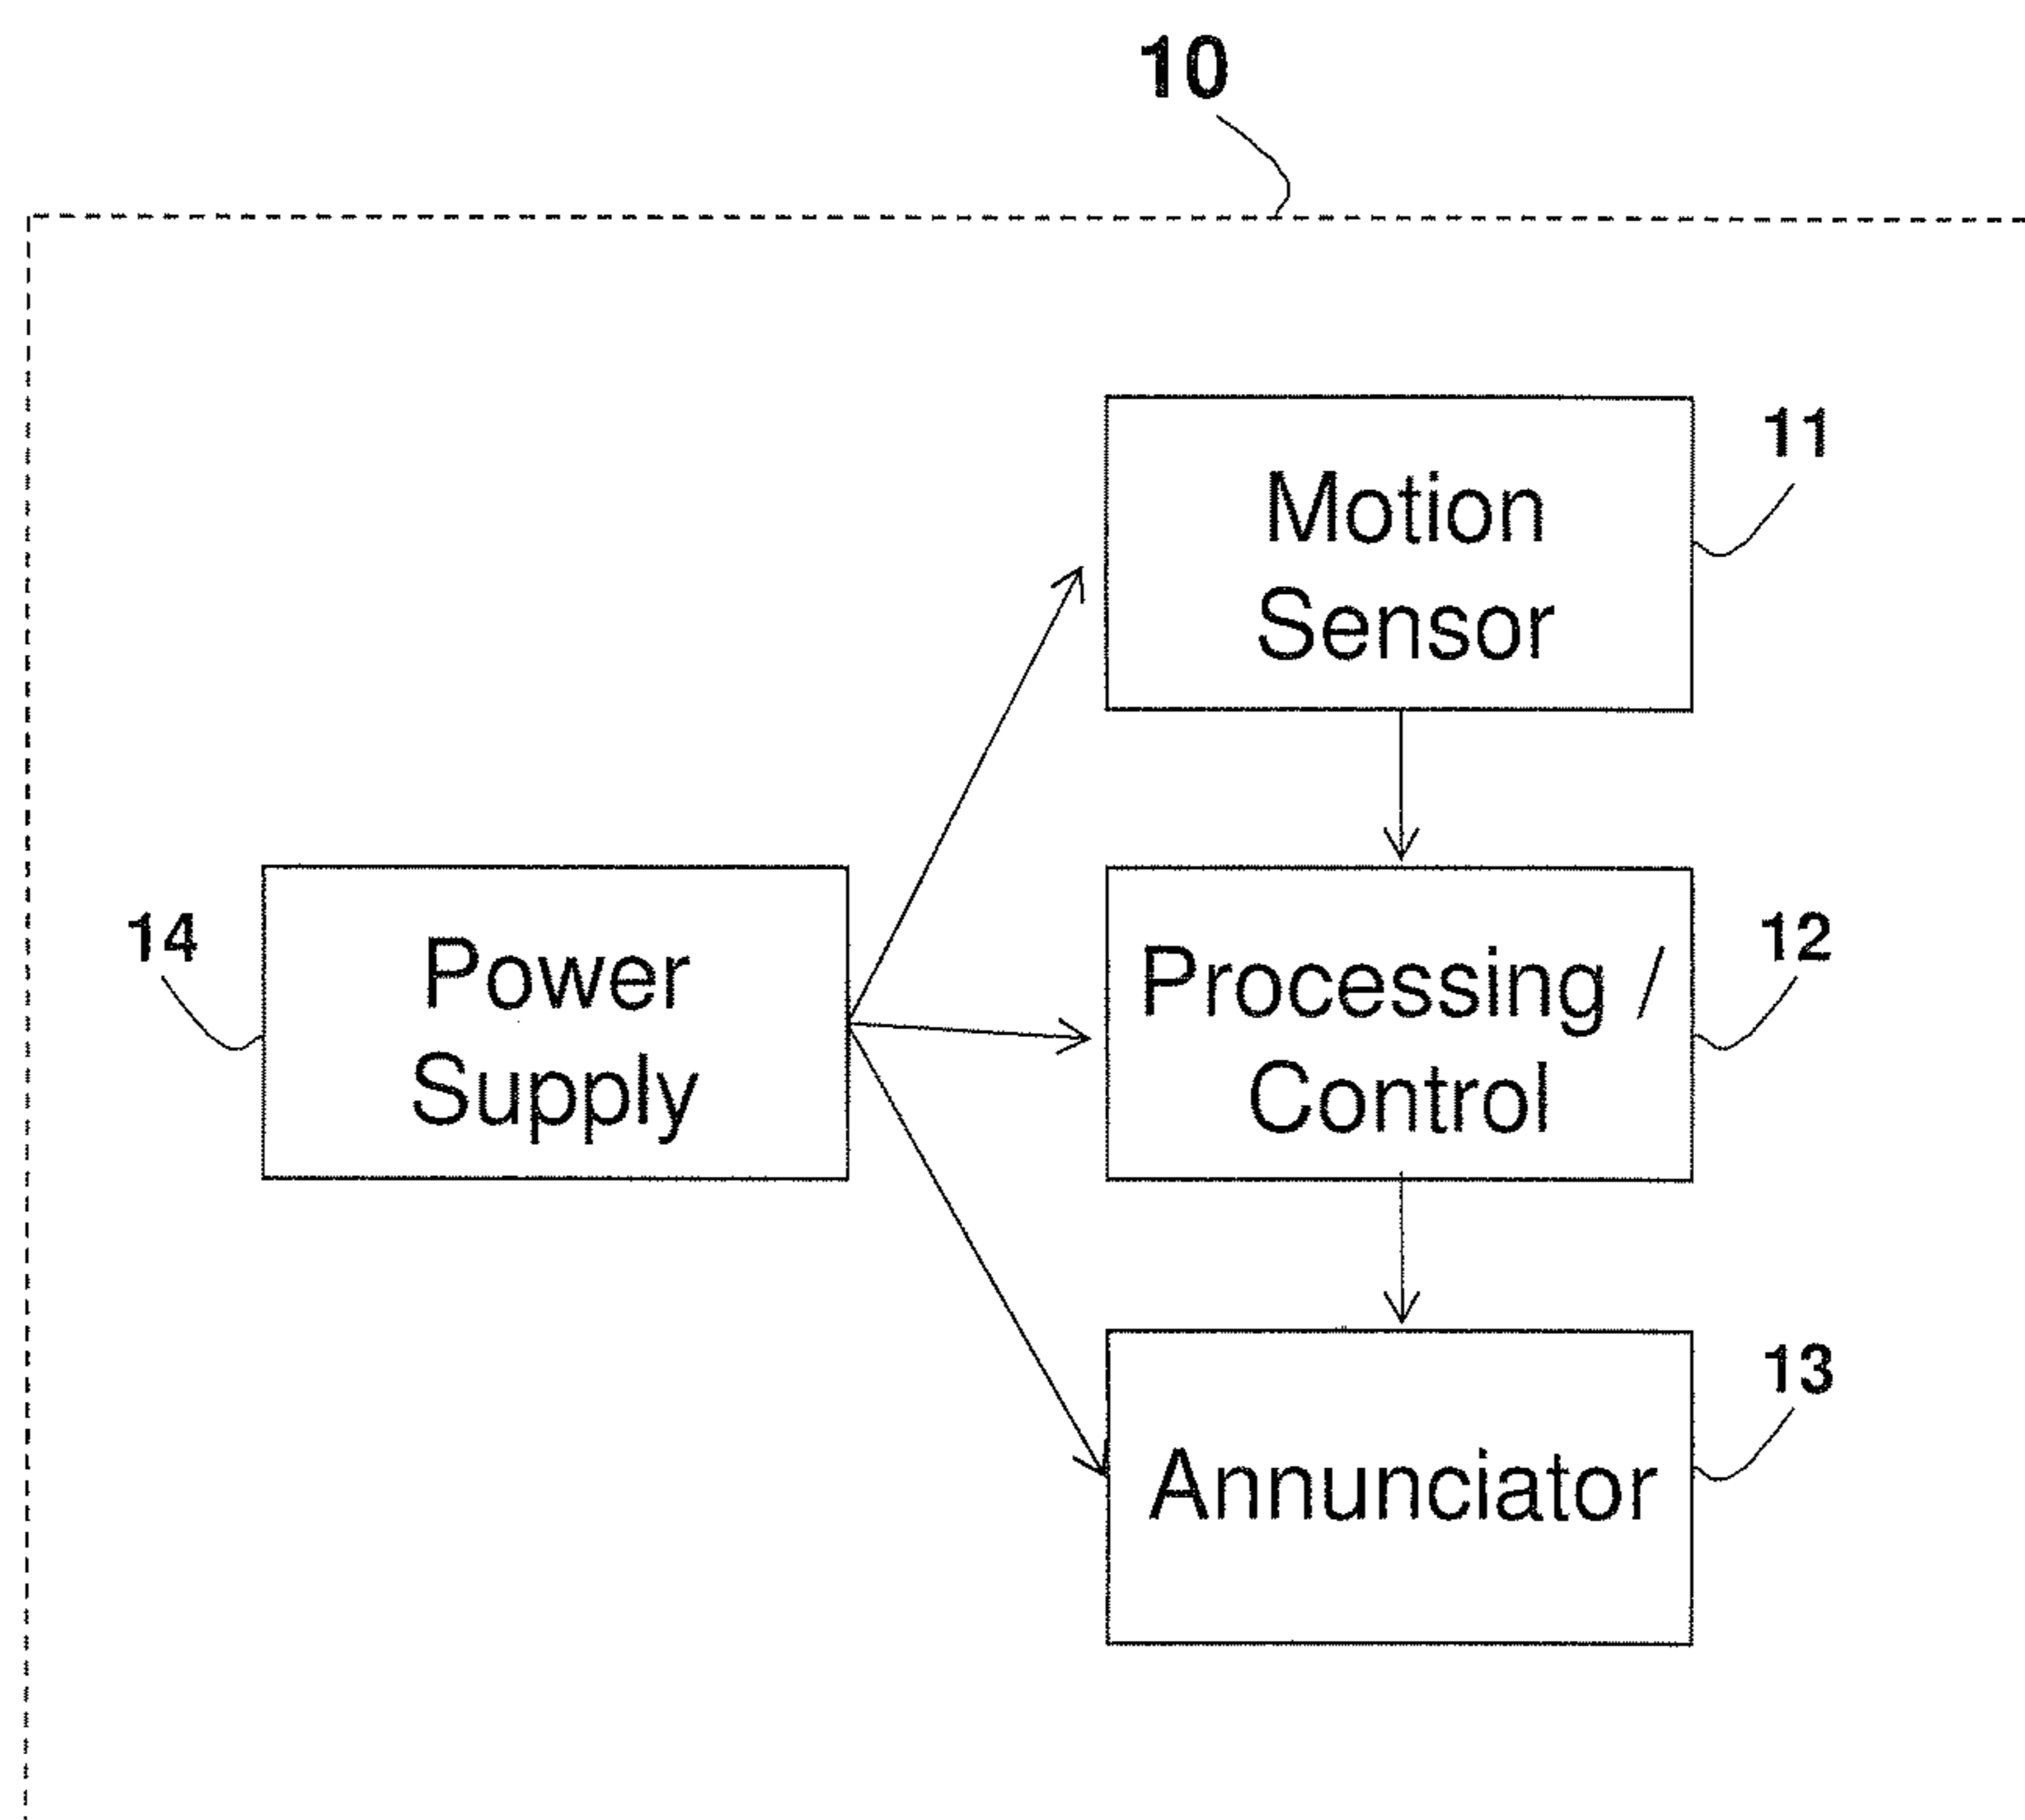 10
11
Motion
Sensor
14
Power
Supply
12
Processing /
Control
13
Annunciator